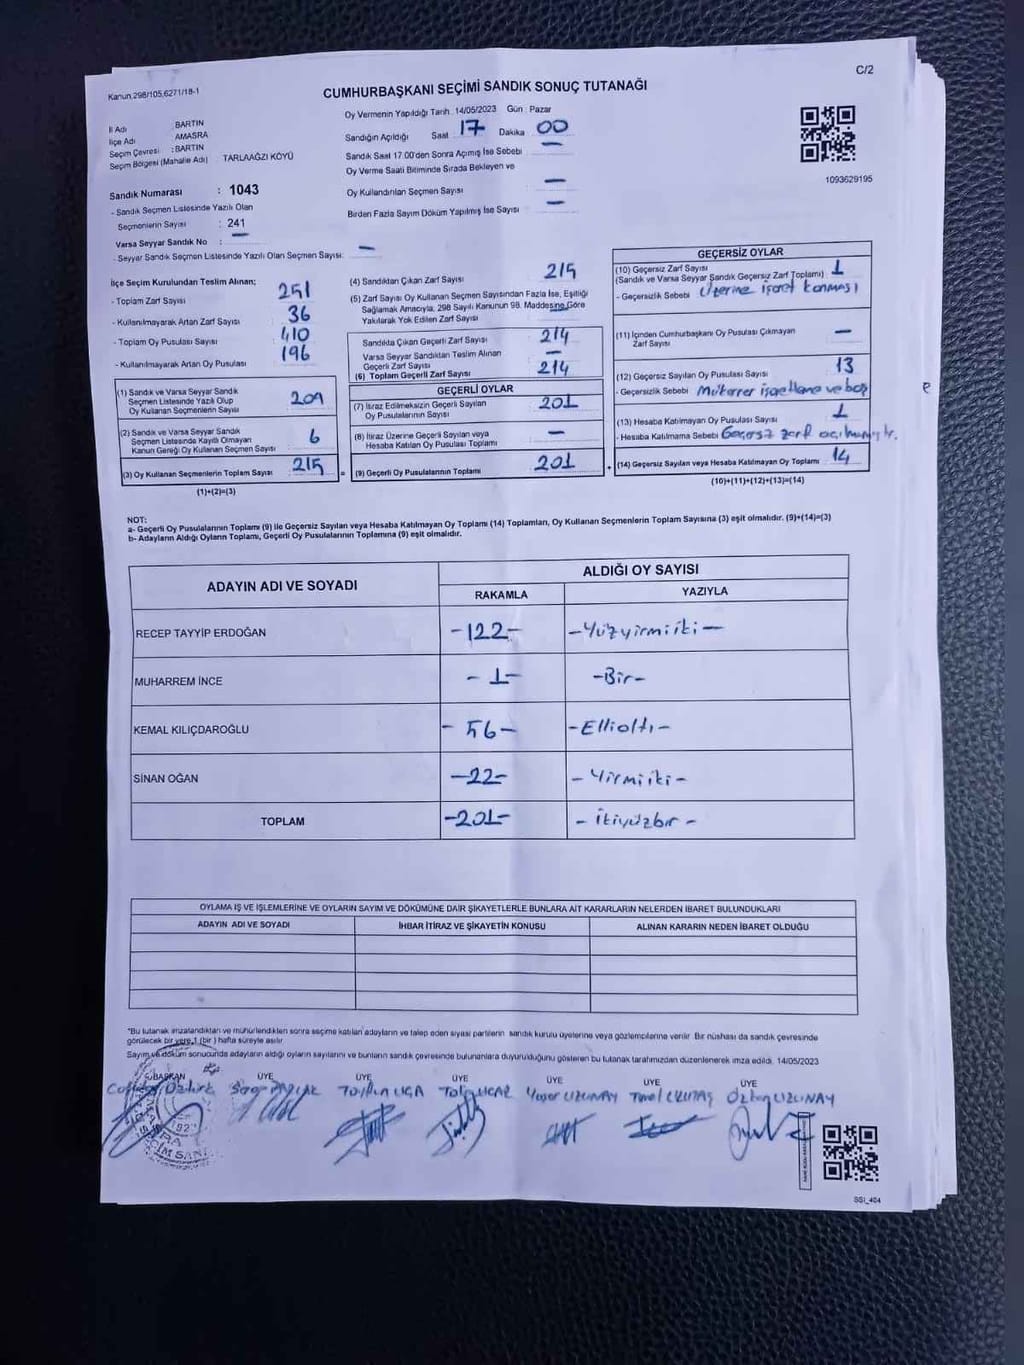 C/2
Kanun 298/105,6271/18-1
CUMHURBAŞKANI SEÇİMİ SANDIK SONUÇ TUTANAĞI
İl Adı : BARTIN
İlçe Adı : AMASRA
Seçim Çevresi : BARTIN
Seçim Bölgesi (Mahalle Adı) TARLAAĞZI KÖYÜ
Sandık Numarası : 1043
- Sandık Seçmen Listesinde Yazılı Olan
Seçmenlerin Sayısı : 241
Varsa Seyyar Sandık No : —
- Seyyar Sandık Seçmen Listesinde Yazılı Olan Seçmen Sayısı: —
Oy Vermenin Yapıldığı Tarih 14/05/2023 Gün : Pazar
Sandığın Açıldığı Saat 17 Dakika 00
Sandık Saat 17.00'den Sonra Açımış İse Sebebi —
Oy Verme Saati Bitiminde Sırada Bekleyen ve
Oy Kullandırılan Seçmen Sayısı —
Birden Fazla Sayım Döküm Yapılmış İse Sayısı —
1093629195
İlçe Seçim Kurulundan Teslim Alınan;
- Toplam Zarf Sayısı 251
- Kullanılmayarak Artan Zarf Sayısı 36
- Toplam Oy Pusulası Sayısı 410
- Kullanılmayarak Artan Oy Pusulası 196
(1) Sandık ve Varsa Seyyar Sandık
Seçmen Listesinde Yazılı Olup
Oy Kullanan Seçmenlerin Sayısı 209
(2) Sandık ve Varsa Seyyar Sandık
Seçmen Listesinde Kayıtlı Olmayan
Kanun Gereği Oy Kullanan Seçmen Sayısı 6
(3) Oy Kullanan Seçmenlerin Toplam Sayısı 215 =
(1)+(2)=(3)
(4) Sandıktan Çıkan Zarf Sayısı 215
(5) Zarf Sayısı Oy Kullanan Seçmen Sayısından Fazla İse, Eşitliği
Sağlamak Amacıyla, 298 Sayılı Kanunun 98. Maddesine Göre
Yakılarak Yok Edilen Zarf Sayısı
Sandıkta Çıkan Geçerli Zarf Sayısı 214
Varsa Seyyar Sandıktan Teslim Alınan
Geçerli Zarf Sayısı —
(6) Toplam Geçerli Zarf Sayısı 214
GEÇERLİ OYLAR
(7) İtiraz Edilmeksizin Geçerli Sayılan
Oy Pusulalarının Sayısı 201
(8) İtiraz Üzerine Geçerli Sayılan veya
Hesaba Katılan Oy Pusulası Toplamı —
(9) Geçerli Oy Pusulalarının Toplamı 201 +
GEÇERSİZ OYLAR
(10) Geçersiz Zarf Sayısı 1
(Sandık ve Varsa Seyyar Sandık Geçersiz Zarf Toplamı)
- Geçersizlik Sebebi Üzerine işaret konması
(11) İçinden Cumhurbaşkanı Oy Pusulası Çıkmayan
Zarf Sayısı —
(12) Geçersiz Sayılan Oy Pusulası Sayısı 13
- Geçersizlik Sebebi Mükerrer işaretleme ve boş
(13) Hesaba Katılmayan Oy Pusulası Sayısı 1
- Hesaba Katılmama Sebebi Geçersiz zarf açılmamıştır.
(14) Geçersiz Sayılan veya Hesaba Katılmayan Oy Toplamı 14
(10)+(11)+(12)+(13)=(14)
NOT:
a- Geçerli Oy Pusulalarının Toplamı (9) ile Geçersiz Sayılan veya Hesaba Katılmayan Oy Toplamı (14) Toplamları, Oy Kullanan Seçmenlerin Toplam Sayısına (3) eşit olmalıdır. (9)+(14)=(3)
b- Adayların Aldığı Oyların Toplamı, Geçerli Oy Pusulalarının Toplamına (9) eşit olmalıdır.
ADAYIN ADI VE SOYADI
ALDIĞI OY SAYISI
RAKAMLA YAZIYLA
RECEP TAYYİP ERDOĞAN -122- -Yüzyirmiiki-
MUHARREM İNCE -1- -Bir-
KEMAL KILIÇDAROĞLU -56- -Ellialtı-
SİNAN OĞAN -22- -Yirmiiki-
TOPLAM -201- -İkiyüzbir-
OYLAMA İŞ VE İŞLEMLERİNE VE OYLARIN SAYIM VE DÖKÜMÜNE DAİR ŞİKAYETLERLE BUNLARA AİT KARARLARIN NELERDEN İBARET BULUNDUKLARI
ADAYIN ADI VE SOYADI İHBAR İTİRAZ VE ŞİKAYETİN KONUSU ALINAN KARARIN NEDEN İBARET OLDUĞU
*Bu tutanak imzalandıktan ve mühürlendikten sonra seçime katılan adayların ve talep eden siyasi partilerin sandık kurulu üyelerine veya gözlemcilerine verilir. Bir nüshası da sandık çevresinde
görülecek bir yere 1 (bir) hafta süreyle asılır
Sayım ve döküm sonucunda adayların aldığı oyların sayılarını ve bunların sandık çevresinde bulunanlara duyurulduğunu gösteren bu tutanak tarafımızdan düzenlenerek imza edildi. 14/05/2023
BAŞKAN ÜYE ÜYE ÜYE ÜYE ÜYE ÜYE
Öztürk UCAR Yaşar UZUNAY Özkan UZUNAY
SSİ_404